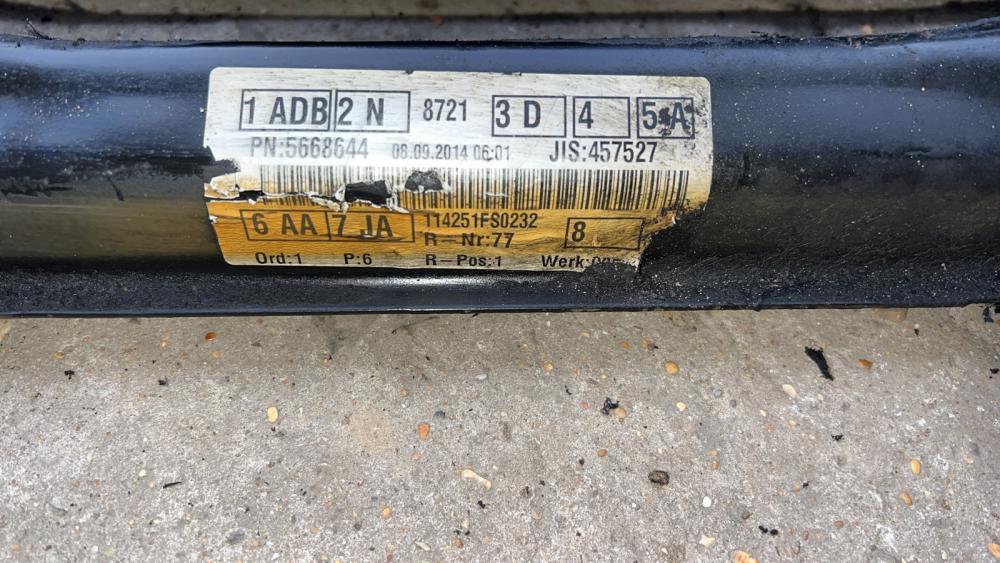 1 ADB 2 N 8721 3 D 4 5 A
PN:5668644 08.09.2014 06:01 JIS:457527
6 AA 7 JA 114251FS0232 8
R-Nr:77
Ord:1 P:6 R-Pos:1 Werk: